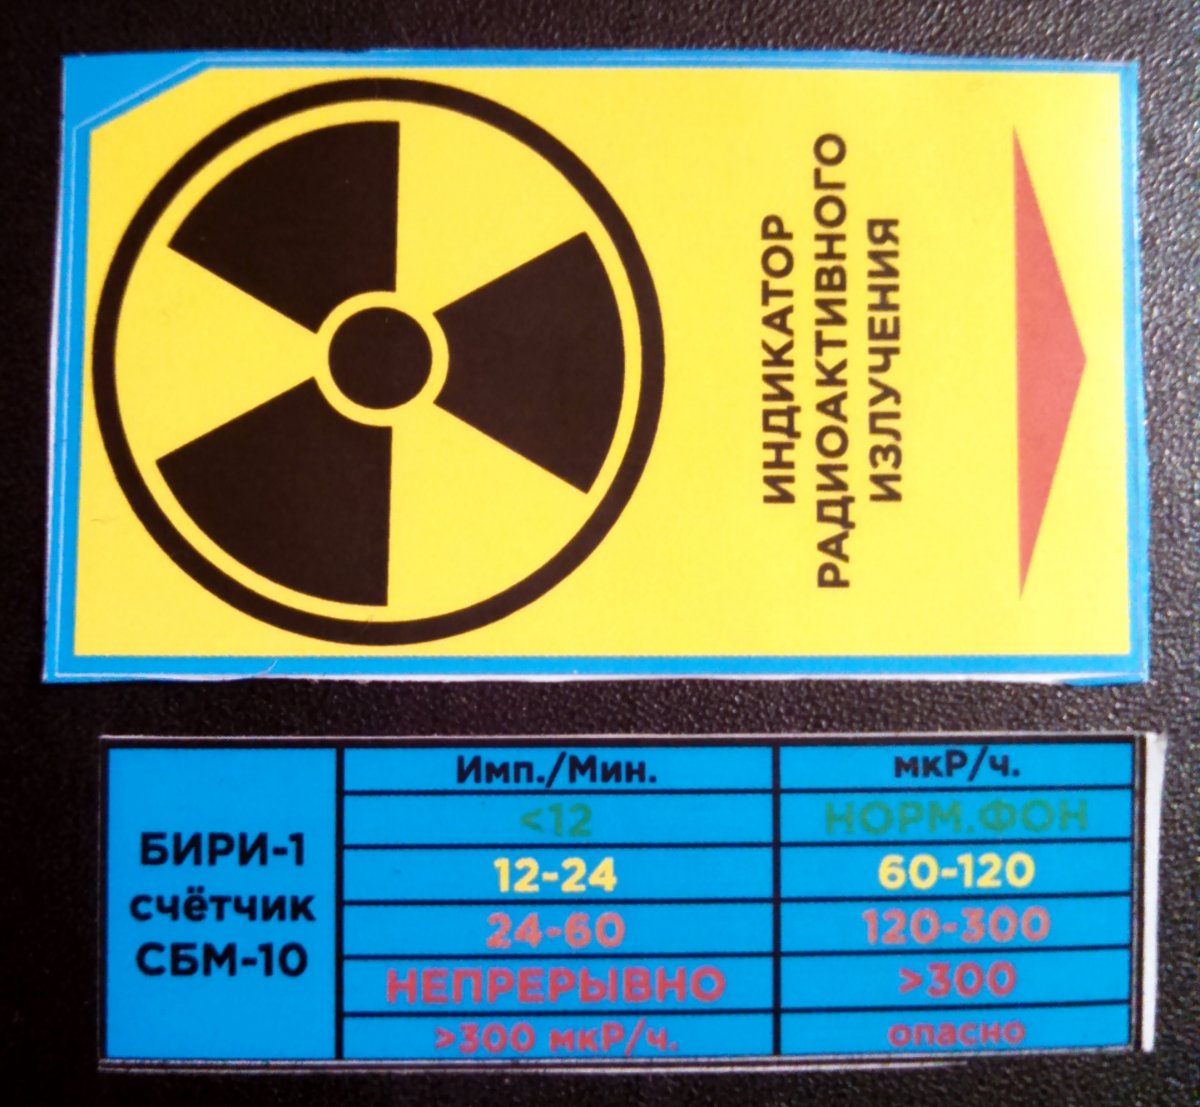 ИНДИКАТОР
РАДИОАКТИВНОГО
ИЗЛУЧЕНИЯ
БИРИ-1
счётчик
СБМ-10
Имп./Мин. мкР/ч.
<12 НОРМ.ФОН
12-24 60-120
24-60 120-300
НЕПРЕРЫВНО >300
>300 мкР/ч. опасно